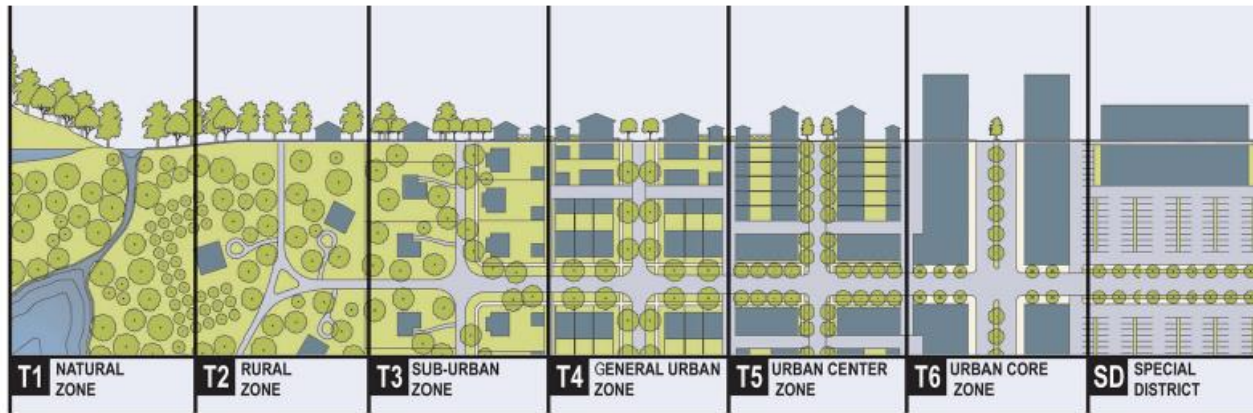 T1 NATURAL
ZONE
T2 RURAL
ZONE
T3 SUB-URBAN
ZONE
T4 GENERAL URBAN
ZONE
T5 URBAN CENTER
ZONE
T6 URBAN CORE
ZONE
SD SPECIAL
DISTRICT